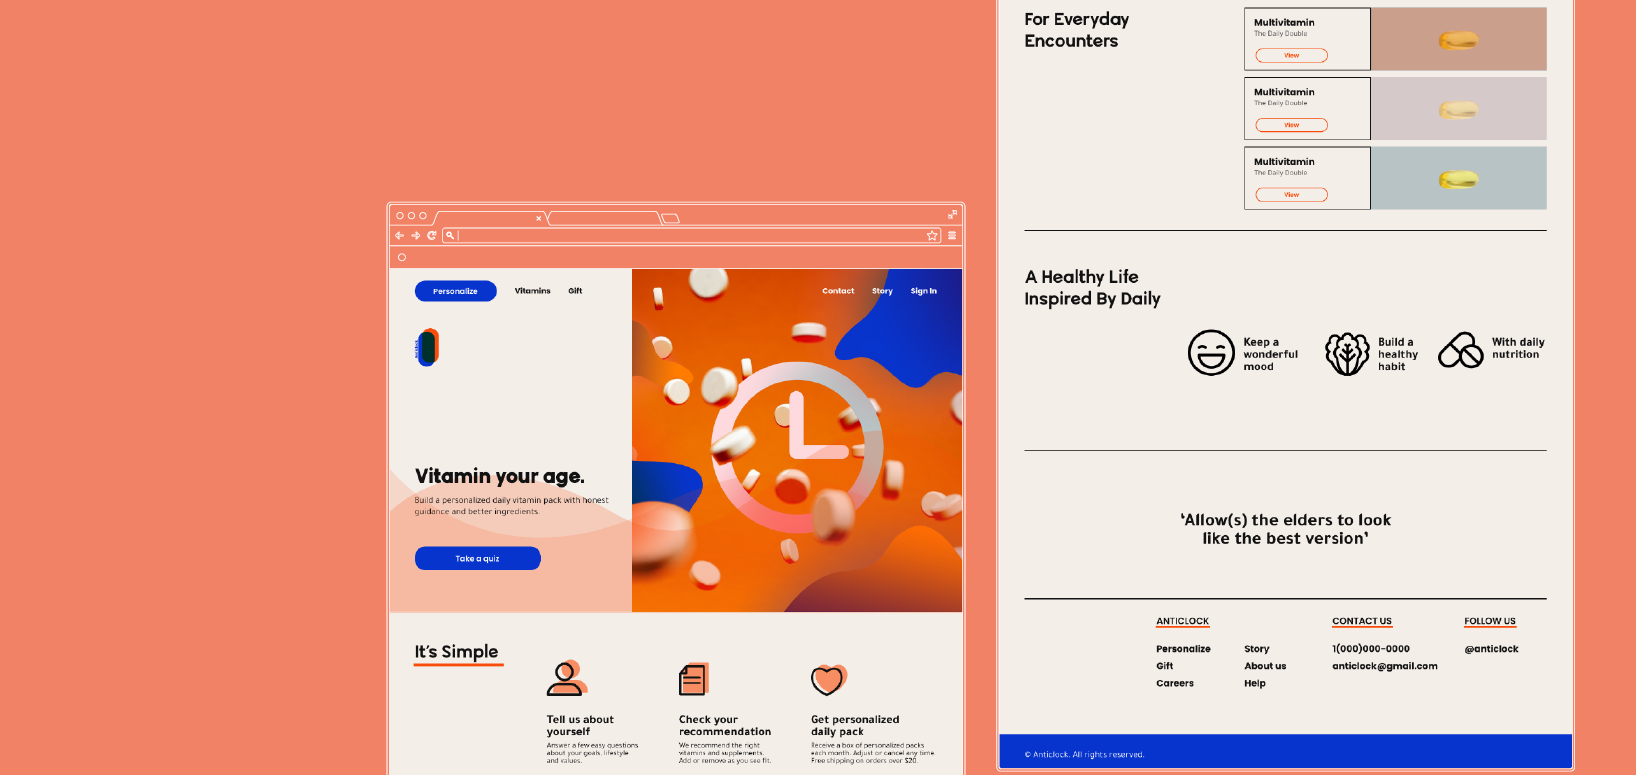 Personalize
Vitamins
Gift
Contact
Story
Sign In
Vitamin your age.
Build a personalized daily vitamin pack with honest
guidance and better ingredients.
Take a quiz
It's Simple
Tell us about
yourself
Answer a few easy questions
about your goals, lifestyle
and values.
Check your
recommendation
We recommend the right
vitamins and supplements.
Add or remove as you see fit.
Get personalized
daily pack
Receive a box of personalized packs
each month. Adjust or cancel any time.
Free shipping on orders over $20.
For Everyday
Encounters
Multivitamin
The Daily Double
View
Multivitamin
The Daily Double
View
Multivitamin
The Daily Double
View
A Healthy Life
Inspired By Daily
Keep a
wonderful
mood
Build a
healthy
habit
With daily
nutrition
‘Allow(s) the elders to look
like the best version’
ANTICLOCK
Personalize
Gift
Careers
Story
About us
Help
CONTACT US
1(000)000-0000
anticlock@gmail.com
FOLLOW US
@anticlock
© Anticlock. All rights reserved.